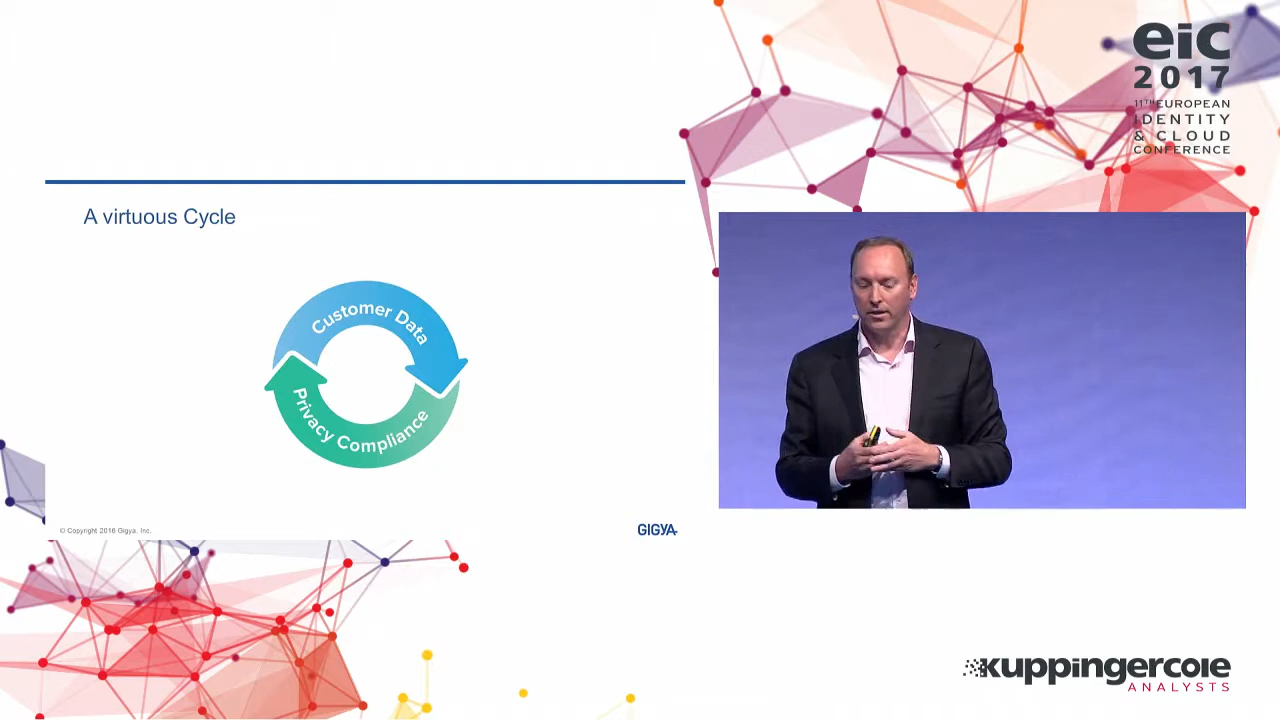 eic
2017
11TH EUROPEAN
IDENTITY
& CLOUD
CONFERENCE
A virtuous Cycle
Customer Data
Privacy Compliance
© Copyright 2016 Gigya, Inc.
GIGYA
kuppingercole
ANALYSTS